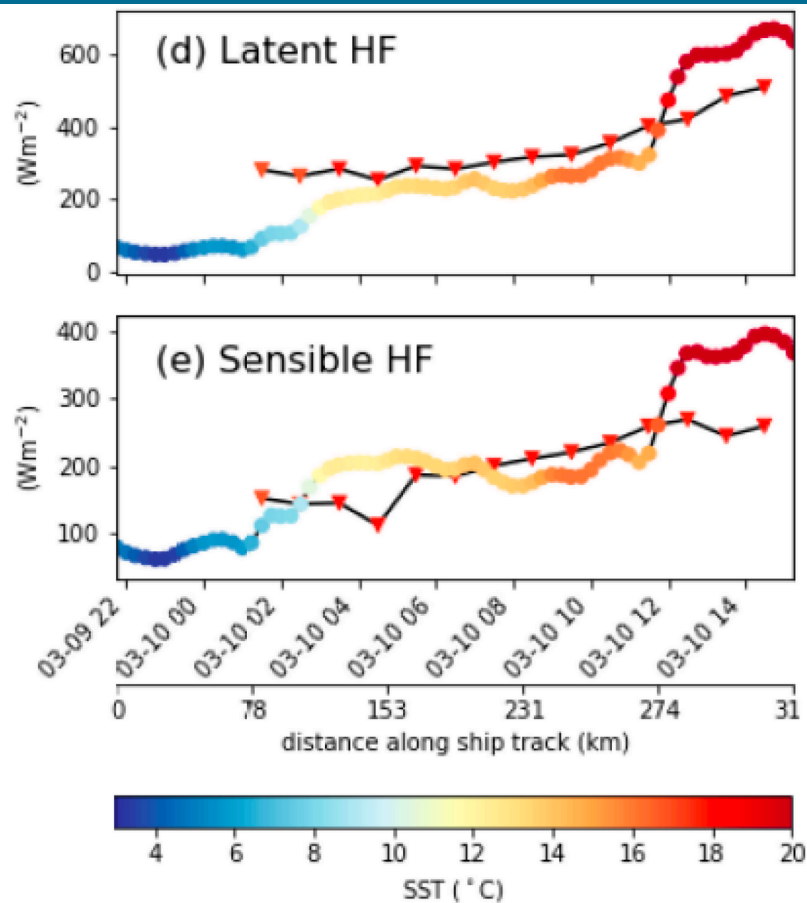 (d) Latent HF
(Wm⁻²)
600
400
200
0
(e) Sensible HF
(Wm⁻²)
400
300
200
100
03-09 22
03-10 00
03-10 02
03-10 04
03-10 06
03-10 08
03-10 10
03-10 12
03-10 14
0 78 153 231 274 31
distance along ship track (km)
4 6 8 10 12 14 16 18 20
SST (°C)